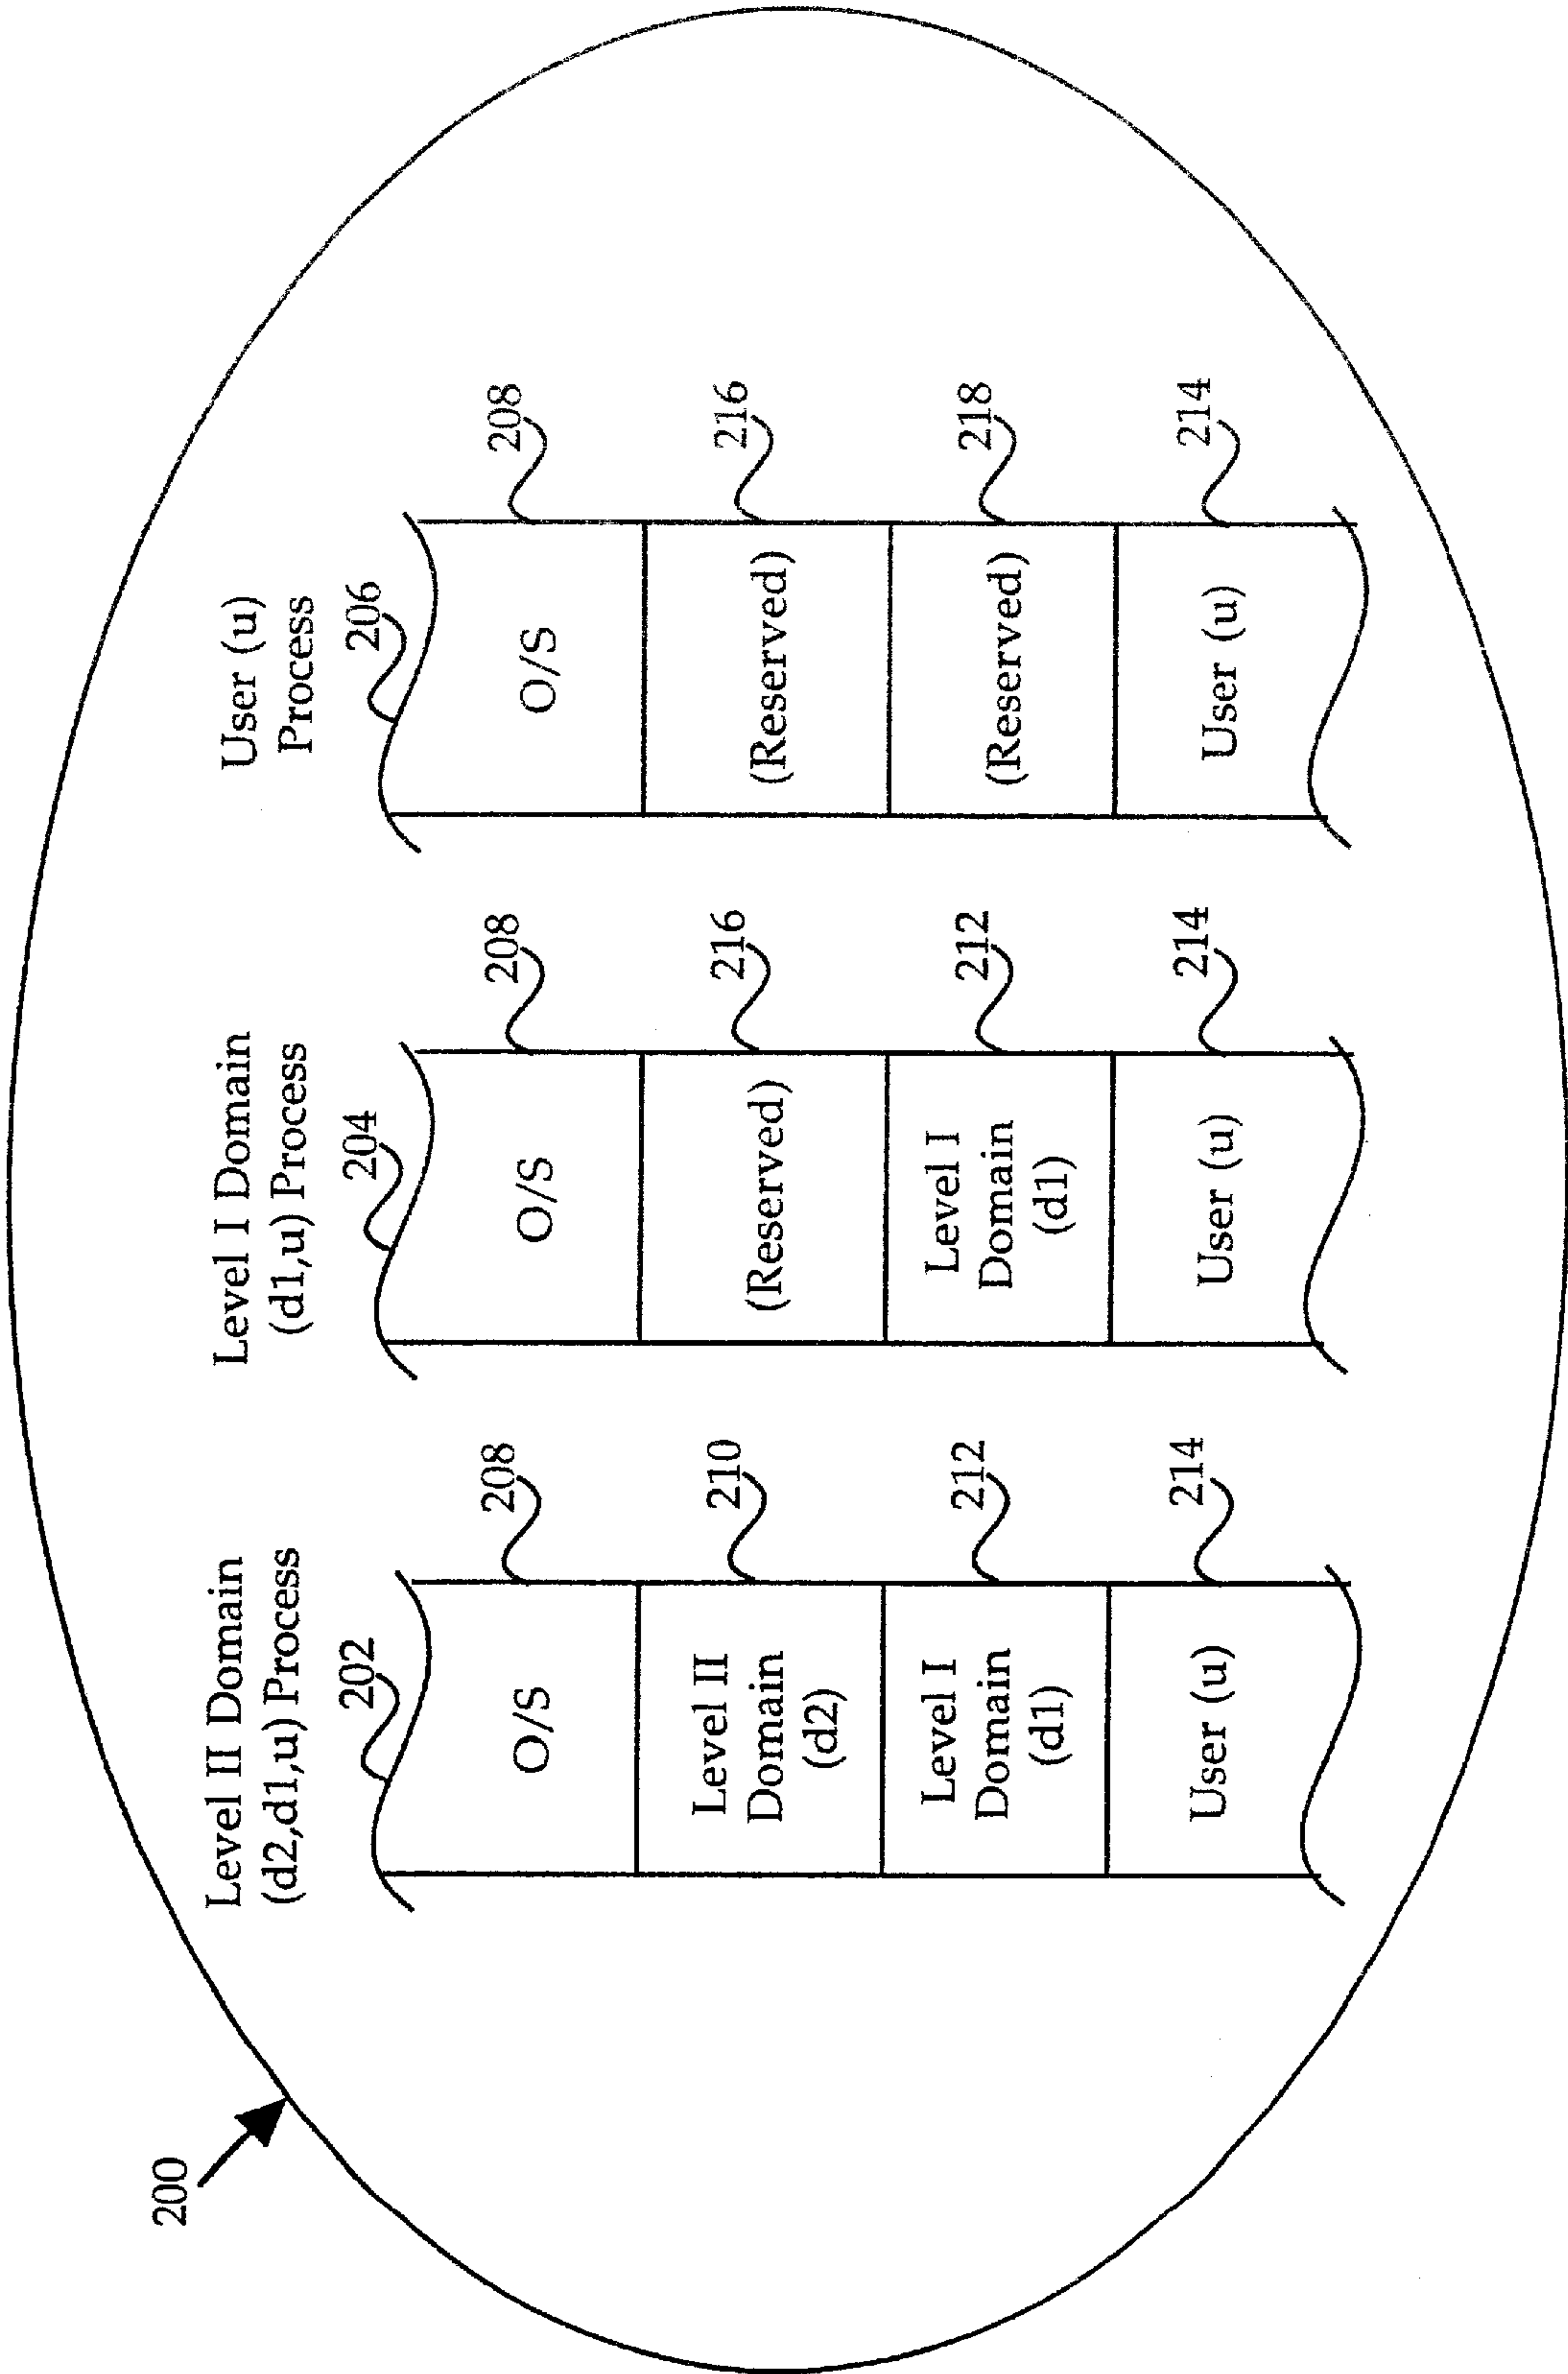 200
Level II Domain
(d2,d1,u) Process
202
O/S
208
Level II
Domain
(d2)
210
Level I
Domain
(d1)
212
User (u)
214
Level I Domain
(d1,u) Process
204
O/S
208
(Reserved)
216
Level I
Domain
(d1)
212
User (u)
214
User (u)
Process
206
O/S
208
(Reserved)
216
(Reserved)
218
User (u)
214